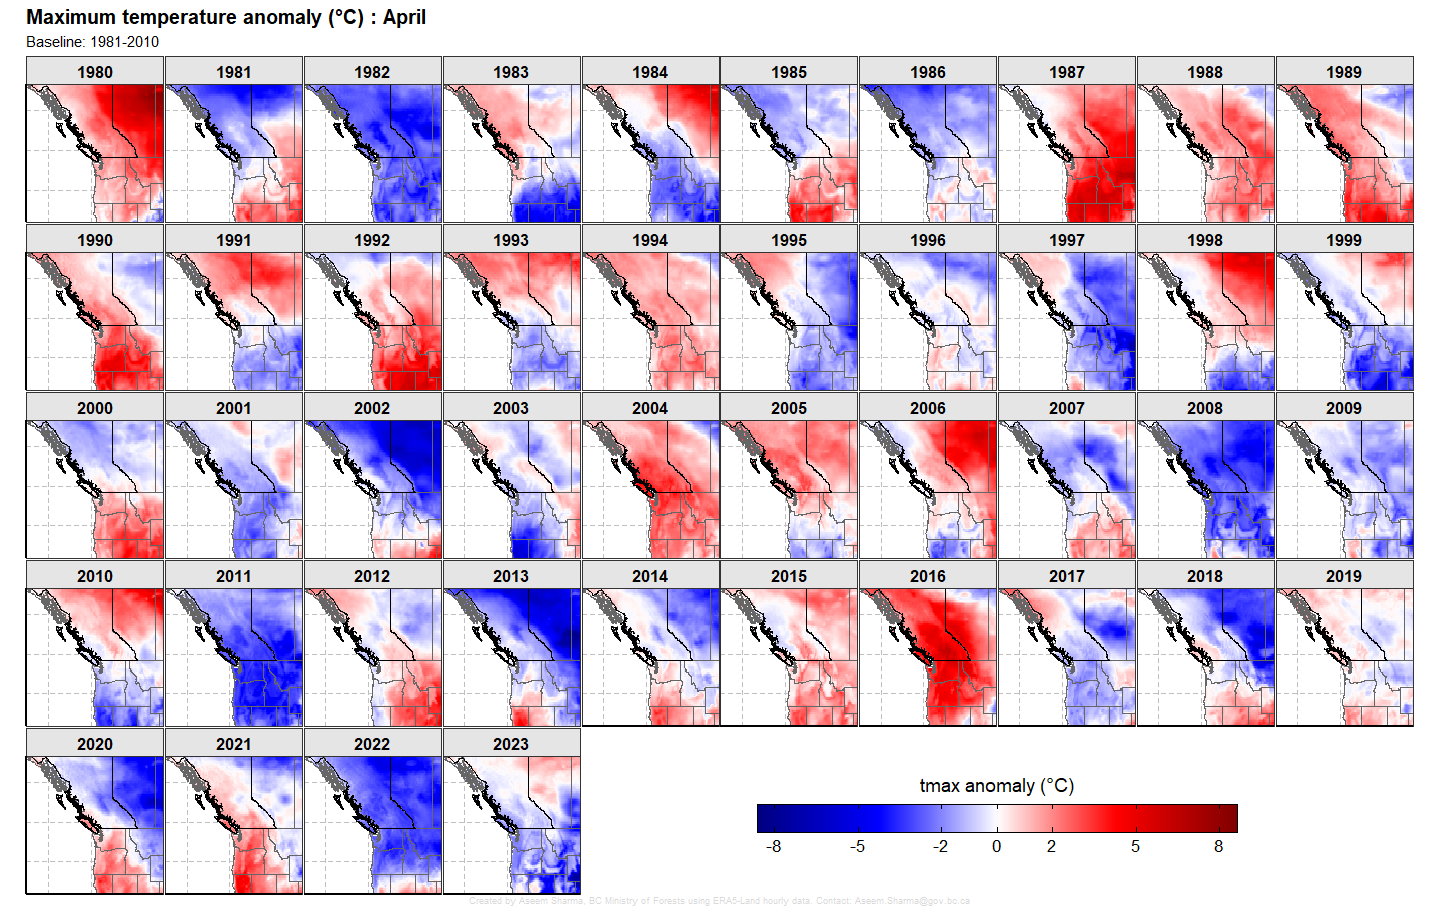 Maximum temperature anomaly (°C) : April
Baseline: 1981-2010
1980 1981 1982 1983 1984 1985 1986 1987 1988 1989
1990 1991 1992 1993 1994 1995 1996 1997 1998 1999
2000 2001 2002 2003 2004 2005 2006 2007 2008 2009
2010 2011 2012 2013 2014 2015 2016 2017 2018 2019
2020 2021 2022 2023
tmax anomaly (°C)
-8 -5 -2 0 2 5 8
Created by Aseem Sharma, BC Ministry of Forests using ERA5-Land hourly data. Contact: Aseem.Sharma@gov.bc.ca